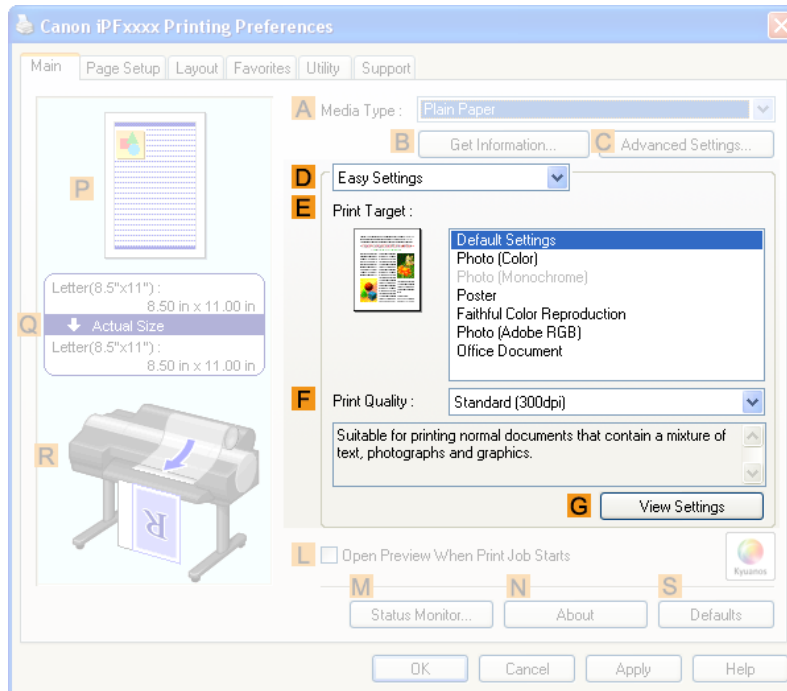 Canon iPFxxxx Printing Preferences
Main Page Setup Layout Favorites Utility Support
A Media Type : Plain Paper
B Get Information... C Advanced Settings...
P
D Easy Settings
E Print Target :
Default Settings
Photo (Color)
Photo (Monochrome)
Poster
Faithful Color Reproduction
Photo (Adobe RGB)
Office Document
Letter(8.5"x11") :
8.50 in x 11.00 in
Q Actual Size
Letter(8.5"x11") :
8.50 in x 11.00 in
F Print Quality : Standard (300dpi)
Suitable for printing normal documents that contain a mixture of
text, photographs and graphics.
G View Settings
R
R
L Open Preview When Print Job Starts
Kyuanos
M Status Monitor... N About S Defaults
OK Cancel Apply Help